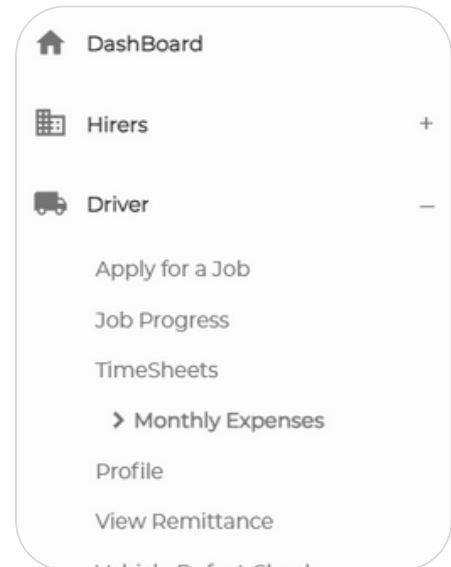 DashBoard
Hirers +
Driver –
Apply for a Job
Job Progress
TimeSheets
> Monthly Expenses
Profile
View Remittance